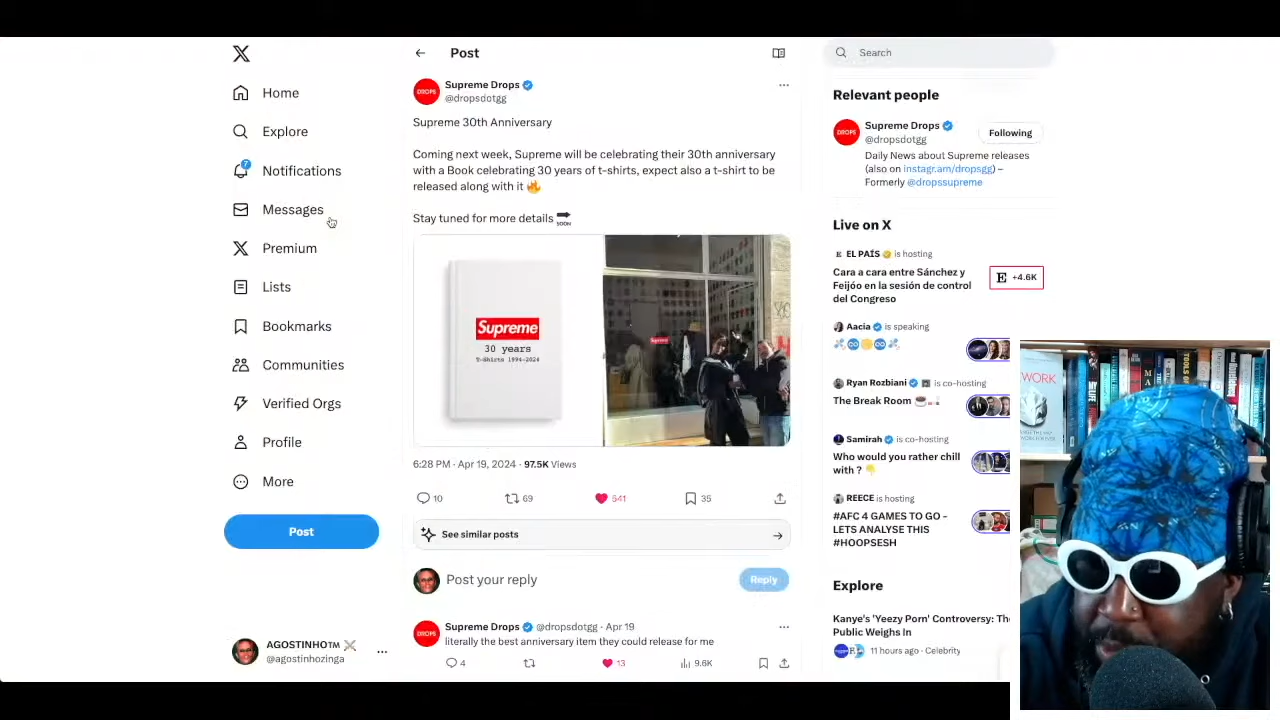 Home
Explore
7
Notifications
Messages
Premium
Lists
Bookmarks
Communities
Verified Orgs
Profile
More
Post
AGOSTINHO™
@agostinhozinga
Post
DROPS
Supreme Drops
@dropsdotgg
Supreme 30th Anniversary
Coming next week, Supreme will be celebrating their 30th anniversary
with a Book celebrating 30 years of t-shirts, expect also a t-shirt to be
released along with it 🔥
Stay tuned for more details 🔜
Supreme
30 years
T-Shirts 1994-2024
Supreme
6:28 PM · Apr 19, 2024 · 97.5K Views
10
69
541
35
See similar posts
Post your reply
Reply
DROPS
Supreme Drops @dropsdotgg · Apr 19
literally the best anniversary item they could release for me
4
13
9.6K
Search
Relevant people
DROPS
Supreme Drops
@dropsdotgg
Following
Daily News about Supreme releases
(also on instagr.am/dropsgg) –
Formerly @dropssupreme
Live on X
E EL PAÍS is hosting
Cara a cara entre Sánchez y
Feijóo en la sesión de control
del Congreso
E +4.6K
Aacia is speaking
Ryan Rozbiani is co-hosting
The Break Room
Samirah is co-hosting
Who would you rather chill
with ?
REECE is hosting
#AFC 4 GAMES TO GO -
LETS ANALYSE THIS
#HOOPSESH
Explore
Kanye's 'Yeezy Porn' Controversy: The
Public Weighs In
11 hours ago · Celebrity
WORK